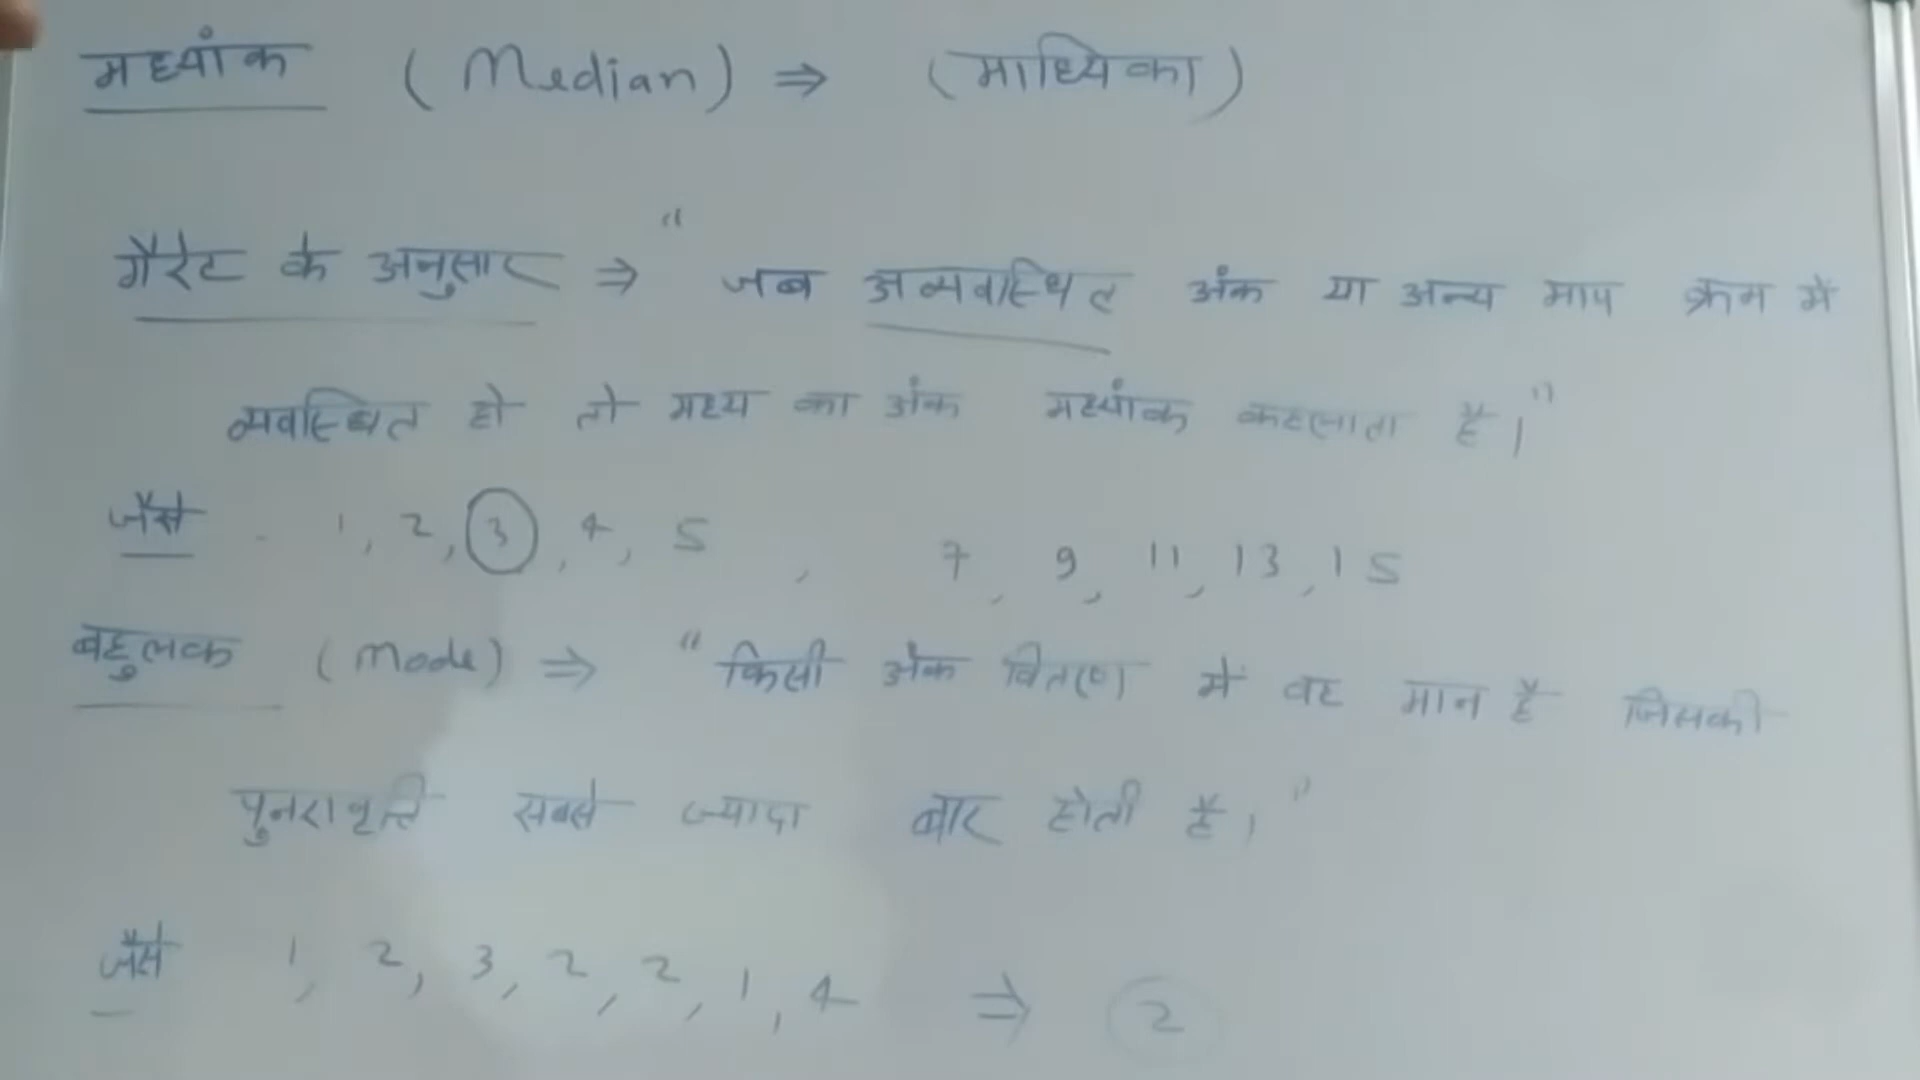 मध्यांक (Median) ⇒ (माध्यिका)
गैरेट के अनुसार ⇒ " जब अव्यवस्थित अंक या अन्य माप क्रम में
व्यवस्थित हो तो मध्य का अंक मध्यांक कहलाता है।"
जैसे 1, 2, 3, 4, 5 , 7, 9, 11, 13, 15
बहुलक (Mode) ⇒ "किसी अंक वितरण में वह मान है जिसकी
पुनरावृत्ति सबसे ज्यादा बार होती है।"
जैसे 1, 2, 3, 2, 2, 1, 4 ⇒ 2